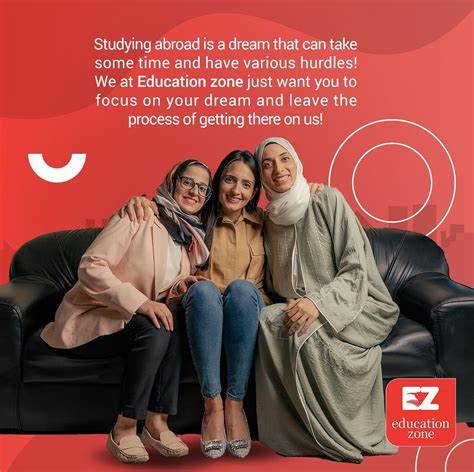 Studying abroad is a dream that can take
some time and have various hurdles!
We at Education zone just want you to
focus on your dream and leave the
process of getting there on us!
EZ
education
zone